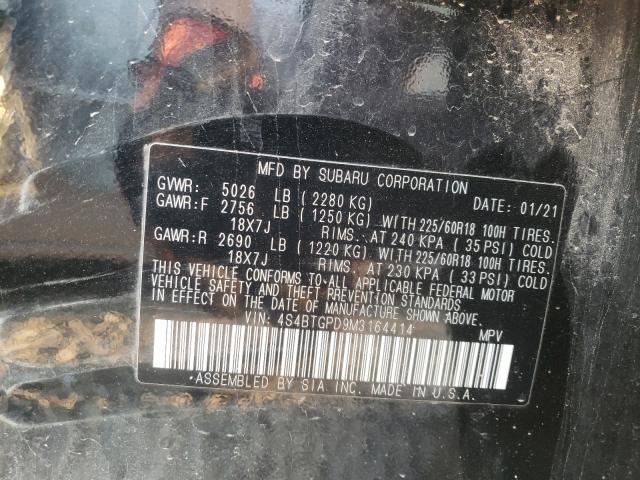 MFD BY SUBARU CORPORATION
GVWR: 5026 LB (2280 KG) DATE: 01/21
GAWR:F 2756 LB (1250 KG) WITH 225/60R18 100H TIRES.
18X7J RIMS. AT 240 KPA (35 PSI) COLD
GAWR:R 2690 LB (1220 KG) WITH 225/60R18 100H TIRES.
18X7J RIMS. AT 230 KPA (33 PSI) COLD
THIS VEHICLE CONFORMS TO ALL APPLICABLE FEDERAL MOTOR
VEHICLE SAFETY AND THEFT PREVENTION STANDARDS
IN EFFECT ON THE DATE OF MANUFACTURE SHOWN ABOVE.
VIN: 4S4BTGPD9M3164414 MPV
ASSEMBLED BY SIA INC. MADE IN U.S.A.